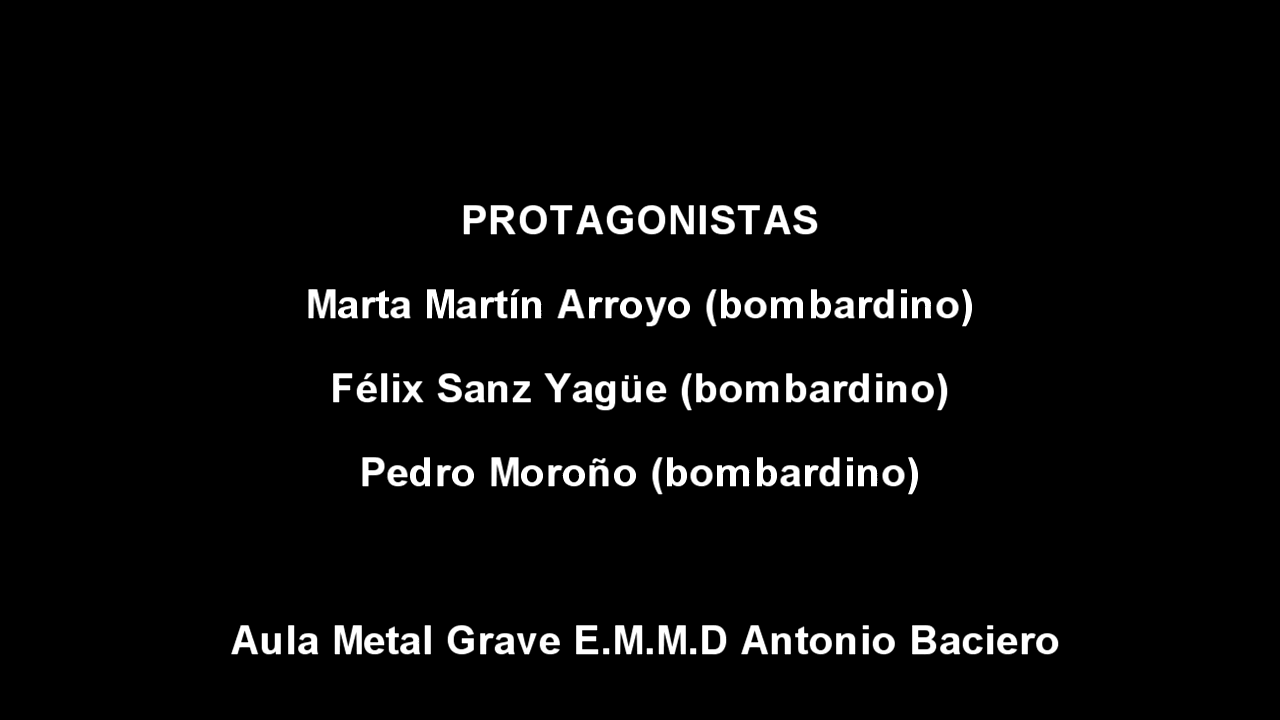 PROTAGONISTAS
Marta Martín Arroyo (bombardino)
Félix Sanz Yagüe (bombardino)
Pedro Moroño (bombardino)
Aula Metal Grave E.M.M.D Antonio Baciero